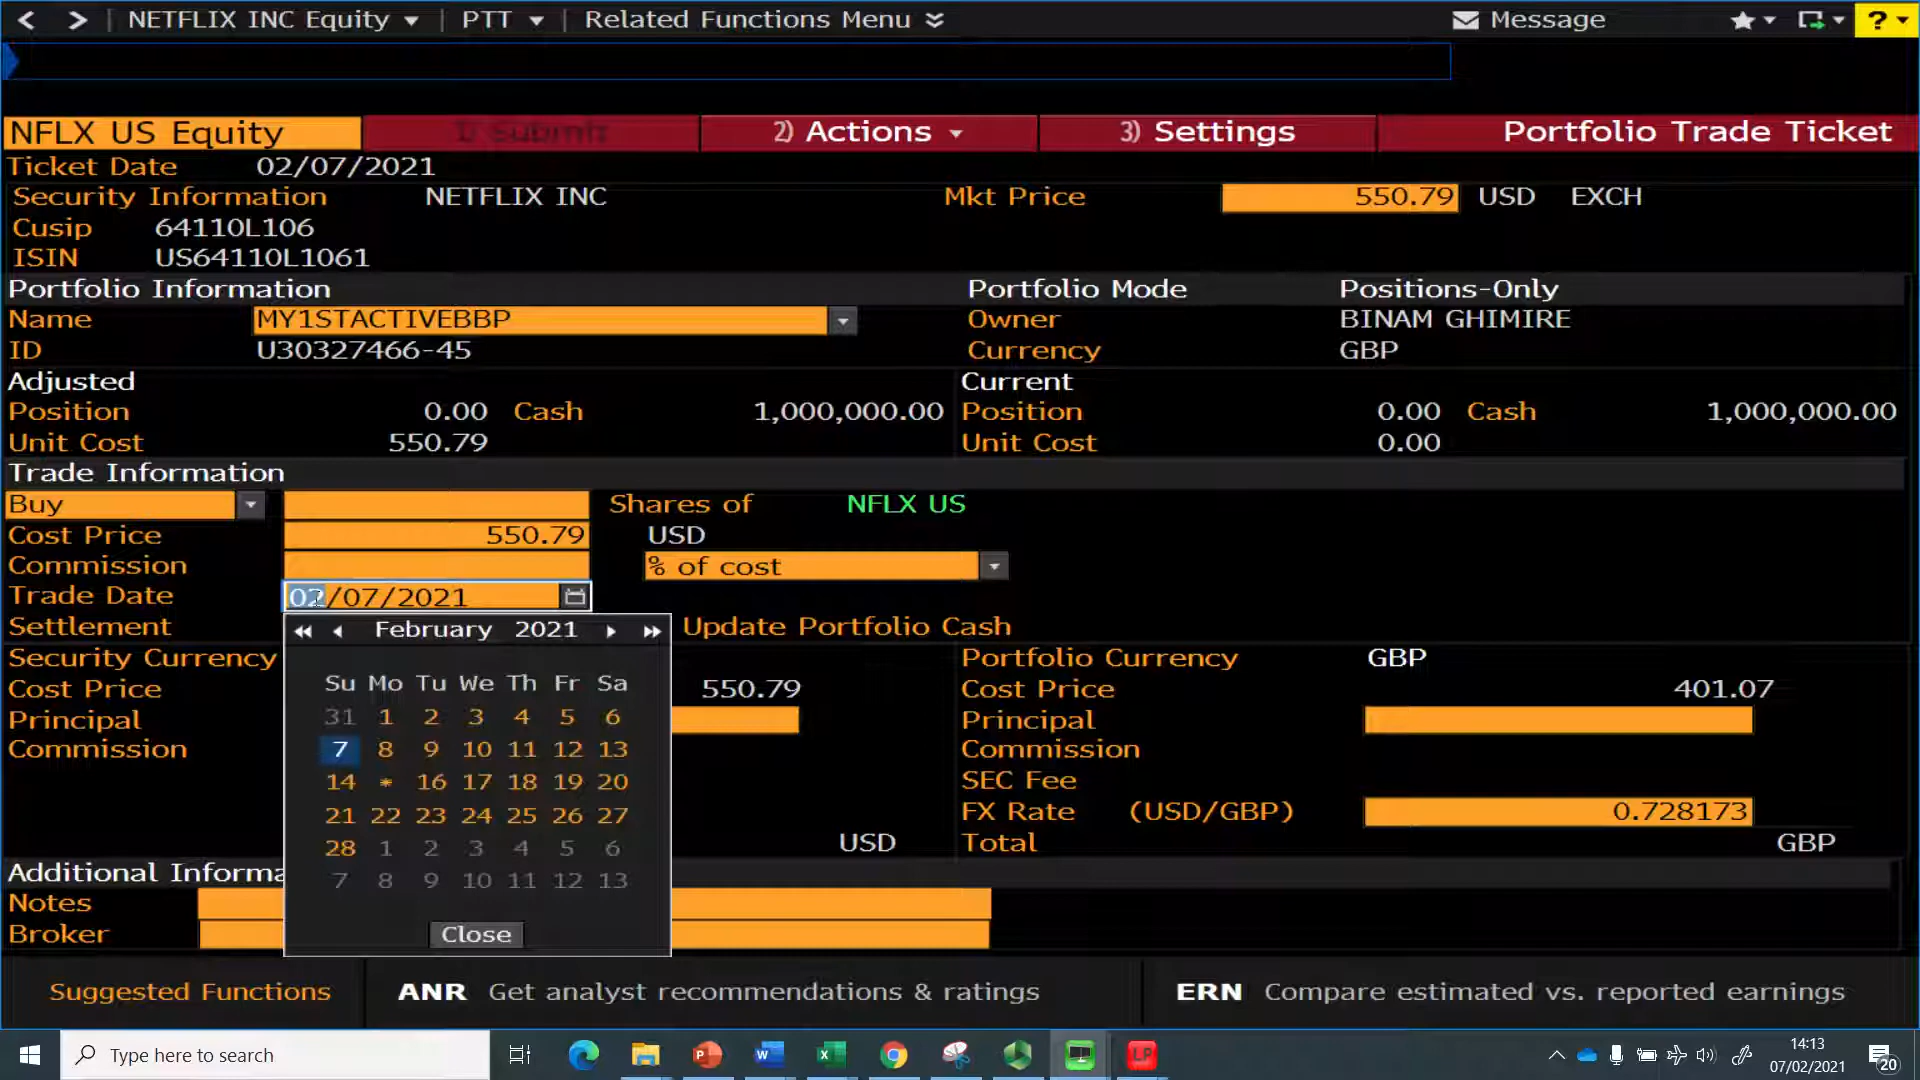 NETFLIX INC Equity PTT Related Functions Menu Message ?
NFLX US Equity 1) Submit 2) Actions 3) Settings Portfolio Trade Ticket
Ticket Date 02/07/2021
Security Information NETFLIX INC Mkt Price 550.79 USD EXCH
Cusip 64110L106
ISIN US64110L1061
Portfolio Information Portfolio Mode Positions-Only
Name MY1STACTIVEBBP Owner BINAM GHIMIRE
ID U30327466-45 Currency GBP
Adjusted Current
Position 0.00 Cash 1,000,000.00 Position 0.00 Cash 1,000,000.00
Unit Cost 550.79 Unit Cost 0.00
Trade Information
Buy Shares of NFLX US
Cost Price 550.79 USD
Commission % of cost
Trade Date 02/07/2021
Settlement Update Portfolio Cash
February 2021
Security Currency Portfolio Currency GBP
Su Mo Tu We Th Fr Sa
Cost Price 550.79 Cost Price 401.07
31 1 2 3 4 5 6
Principal Principal
7 8 9 10 11 12 13
Commission Commission
14 * 16 17 18 19 20
SEC Fee
21 22 23 24 25 26 27
FX Rate (USD/GBP) 0.728173
28 1 2 3 4 5 6
USD Total GBP
7 8 9 10 11 12 13
Additional Informa
Notes
Broker
Close
Suggested Functions ANR Get analyst recommendations & ratings ERN Compare estimated vs. reported earnings
Type here to search
14:13
07/02/2021
20